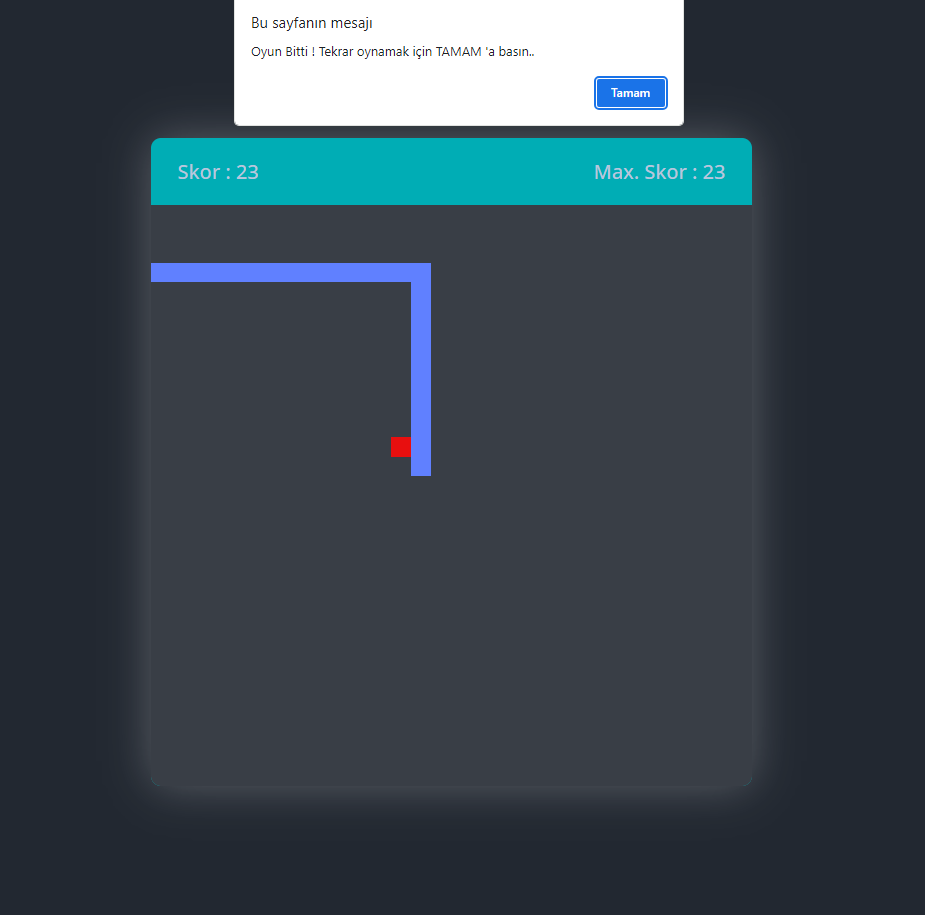 Bu sayfanın mesajı
Oyun Bitti ! Tekrar oynamak için TAMAM 'a basın..
Tamam
Skor : 23
Max. Skor : 23